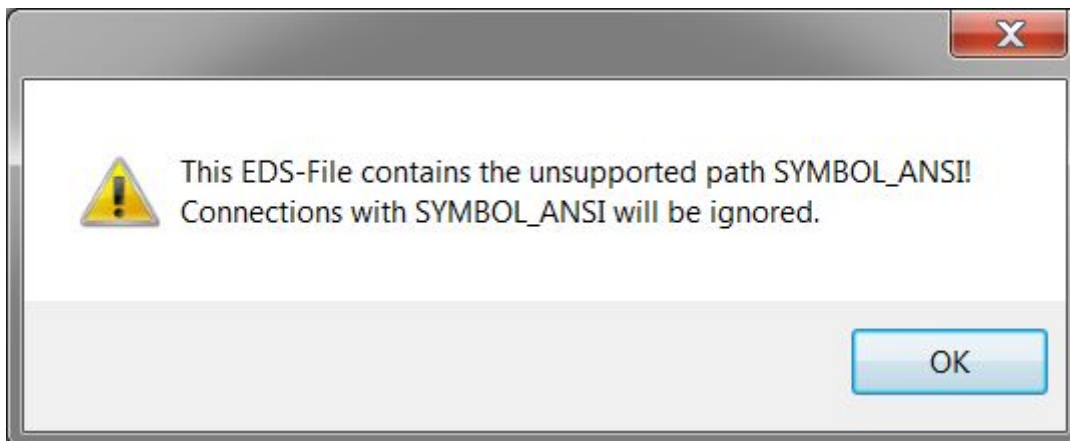 This EDS-File contains the unsupported path SYMBOL_ANSI!
Connections with SYMBOL_ANSI will be ignored.
OK